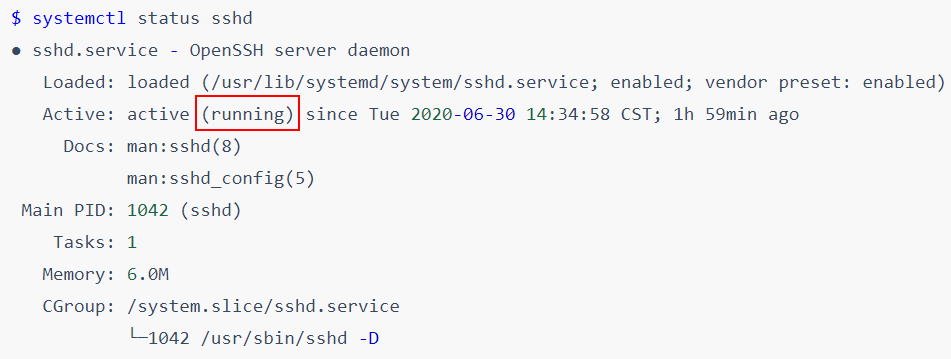 $ systemctl status sshd
● sshd.service - OpenSSH server daemon
Loaded: loaded (/usr/lib/systemd/system/sshd.service; enabled; vendor preset: enabled)
Active: active (running) since Tue 2020-06-30 14:34:58 CST; 1h 59min ago
Docs: man:sshd(8)
man:sshd_config(5)
Main PID: 1042 (sshd)
Tasks: 1
Memory: 6.0M
CGroup: /system.slice/sshd.service
└─1042 /usr/sbin/sshd -D